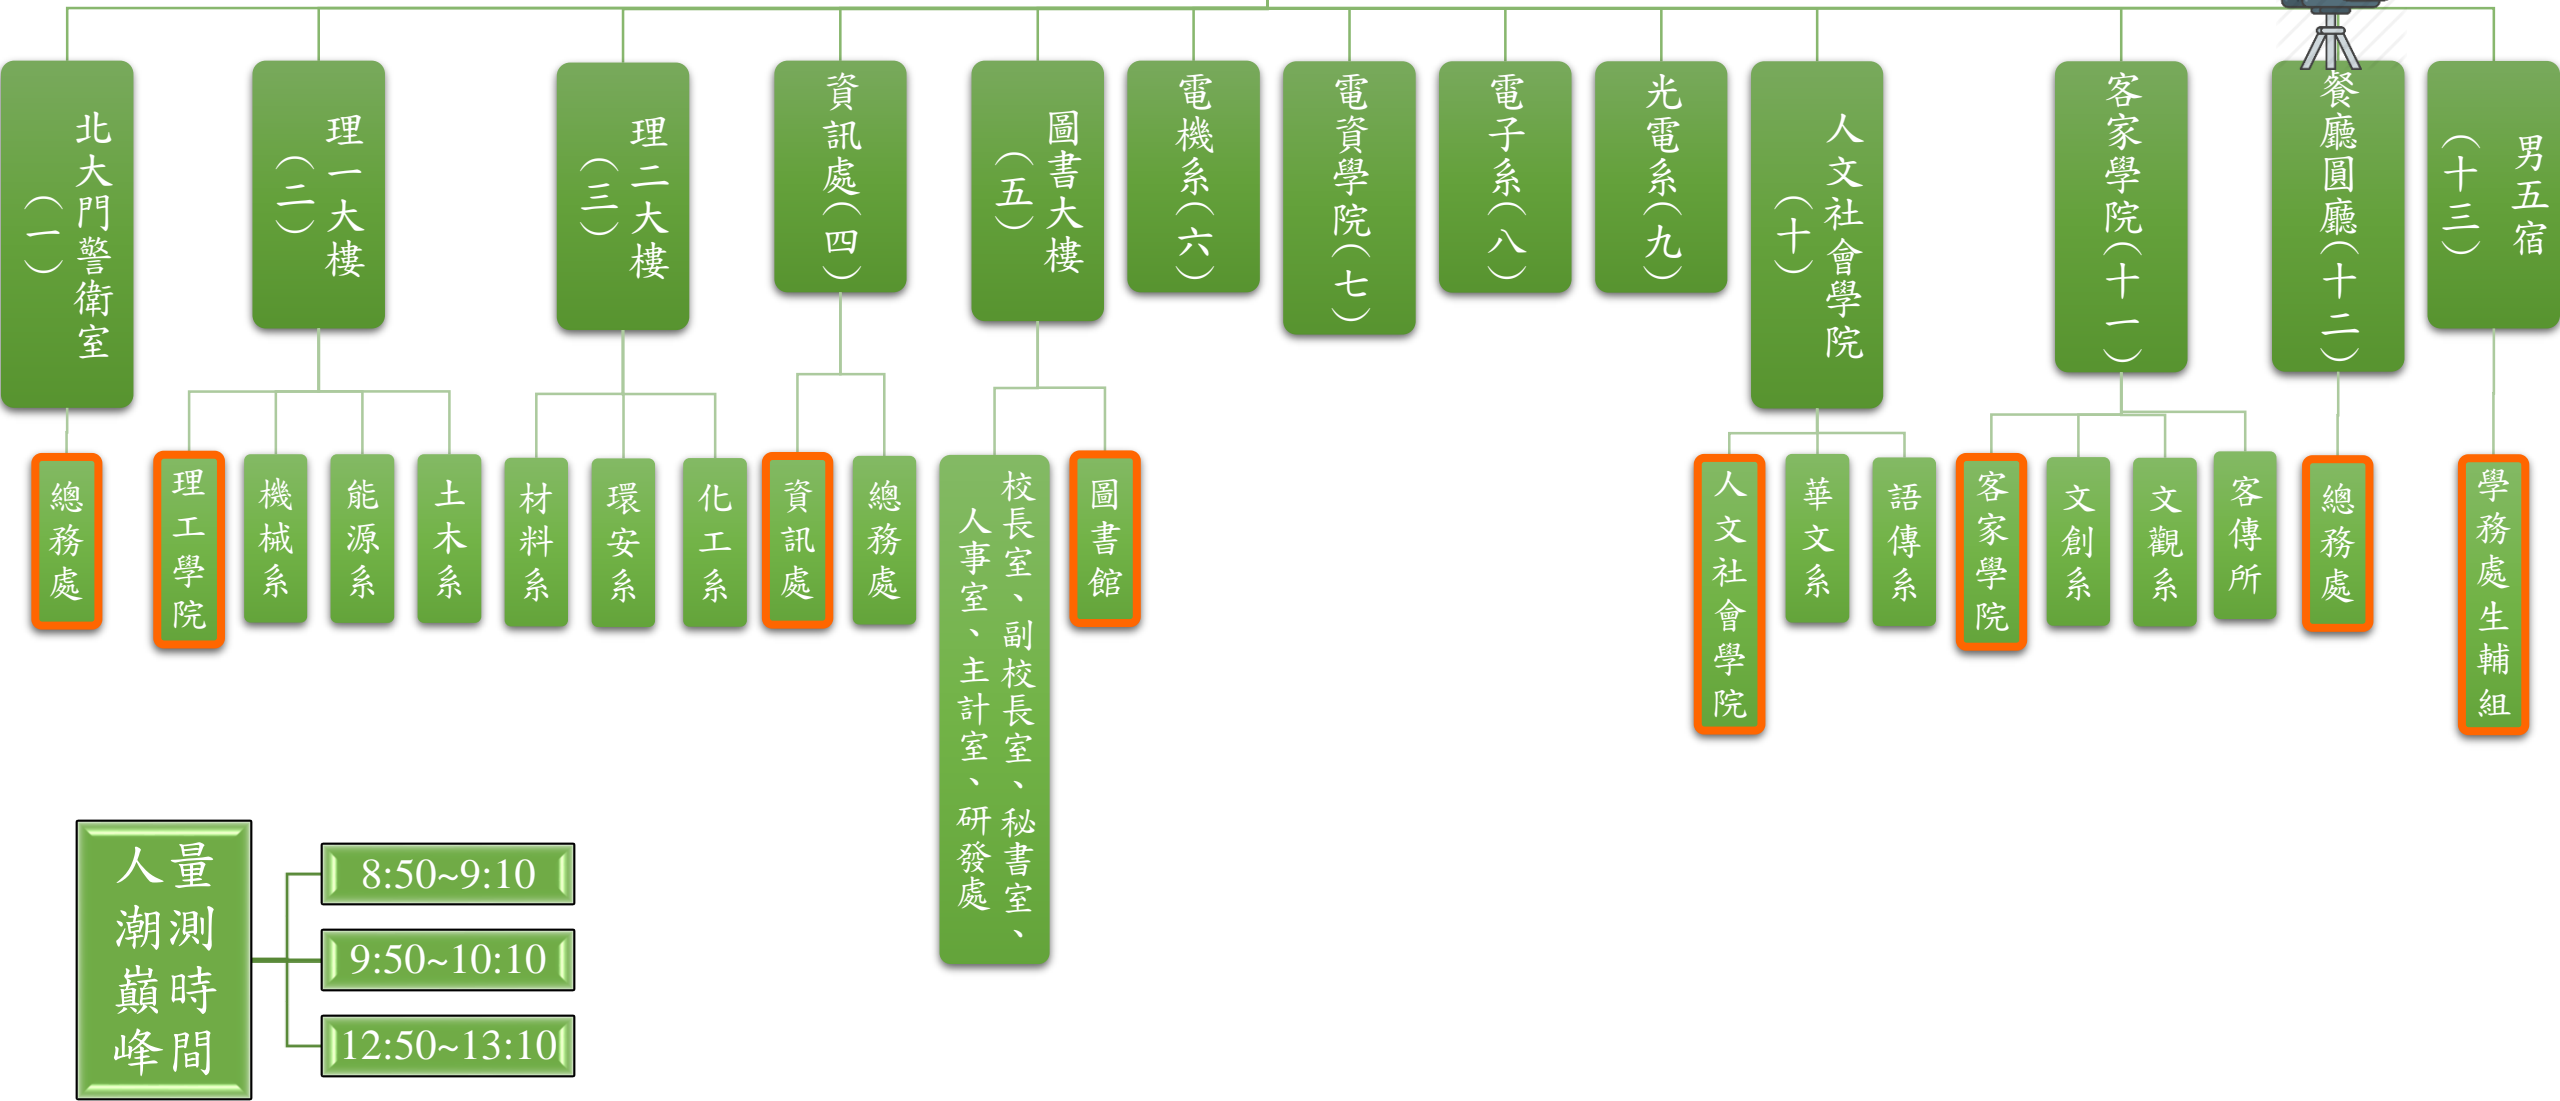 北大門警衛室
（一）
理一大樓
（二）
理二大樓
（三）
資訊處（四）
圖書大樓
（五）
電機系（六）
電資學院（七）
電子系（八）
光電系（九）
人文社會學院
（十）
客家學院（十一）
餐廳圓廳（十二）
男五宿
（十三）
總務處
理工學院
機械系
能源系
土木系
材料系
環安系
化工系
資訊處
總務處
校長室、副校長室、秘書室、
人事室、主計室、研發處
圖書館
人文社會學院
華文系
語傳系
客家學院
文創系
文觀系
客傳所
總務處
學務處生輔組
量測時間
人潮巔峰
8:50~9:10
9:50~10:10
12:50~13:10